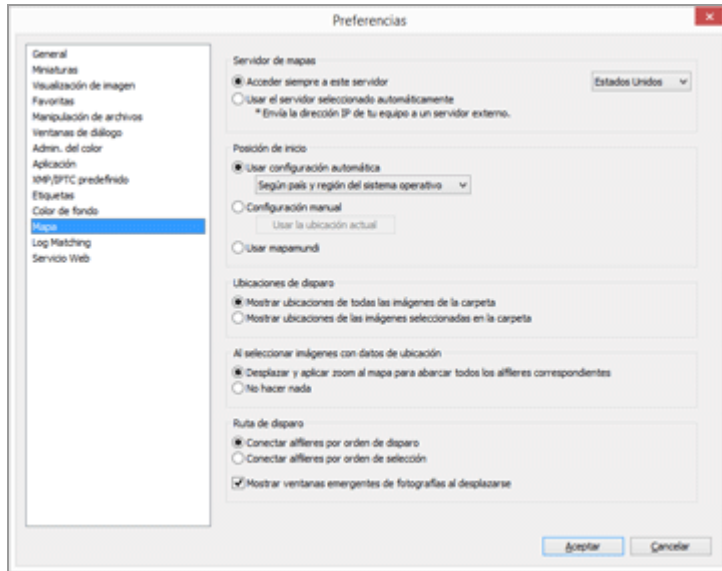 Preferencias
General
Miniaturas
Visualización de imagen
Favoritas
Manipulación de archivos
Ventanas de diálogo
Admin. del color
Aplicación
XMP/IPTC predefinido
Etiquetas
Color de fondo
Mapa
Log Matching
Servicio Web
Servidor de mapas
Acceder siempre a este servidor
Estados Unidos
Usar el servidor seleccionado automáticamente
* Envía la dirección IP de tu equipo a un servidor externo.
Posición de inicio
Usar configuración automática
Según país y región del sistema operativo
Configuración manual
Usar la ubicación actual
Usar mapamundi
Ubicaciones de disparo
Mostrar ubicaciones de todas las imágenes de la carpeta
Mostrar ubicaciones de las imágenes seleccionadas en la carpeta
Al seleccionar imágenes con datos de ubicación
Desplazar y aplicar zoom al mapa para abarcar todos los alfileres correspondientes
No hacer nada
Ruta de disparo
Conectar alfileres por orden de disparo
Conectar alfileres por orden de selección
Mostrar ventanas emergentes de fotografías al desplazarse
Aceptar
Cancelar